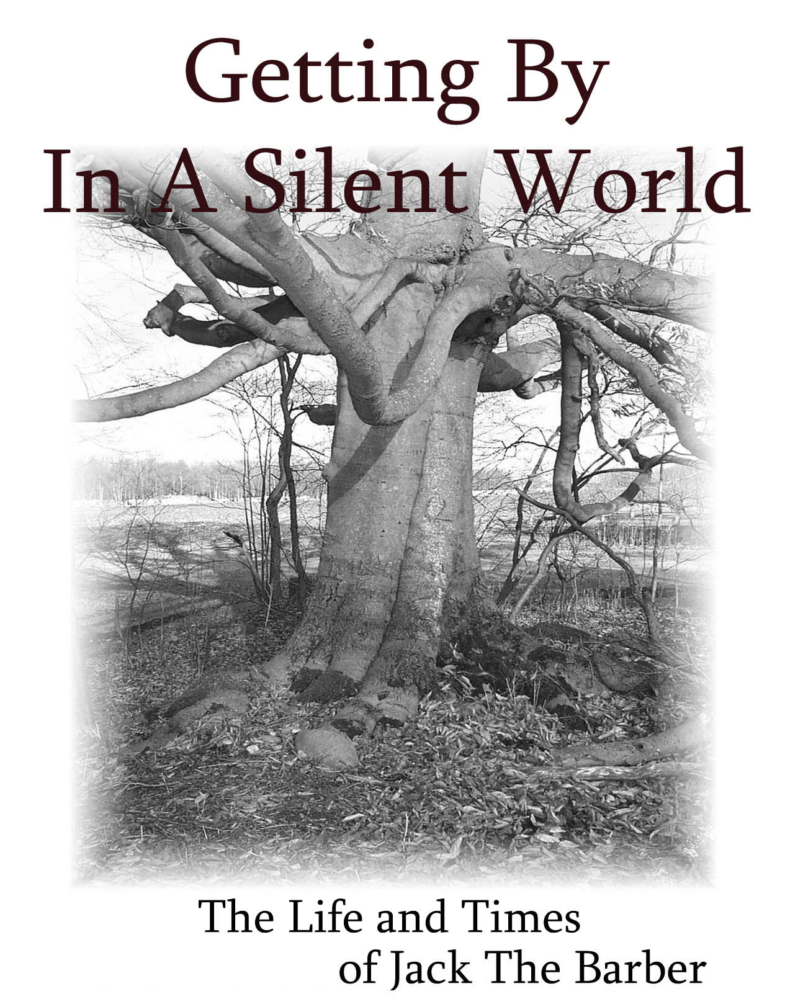 Getting By
In A Silent World
The Life and Times
of Jack The Barber